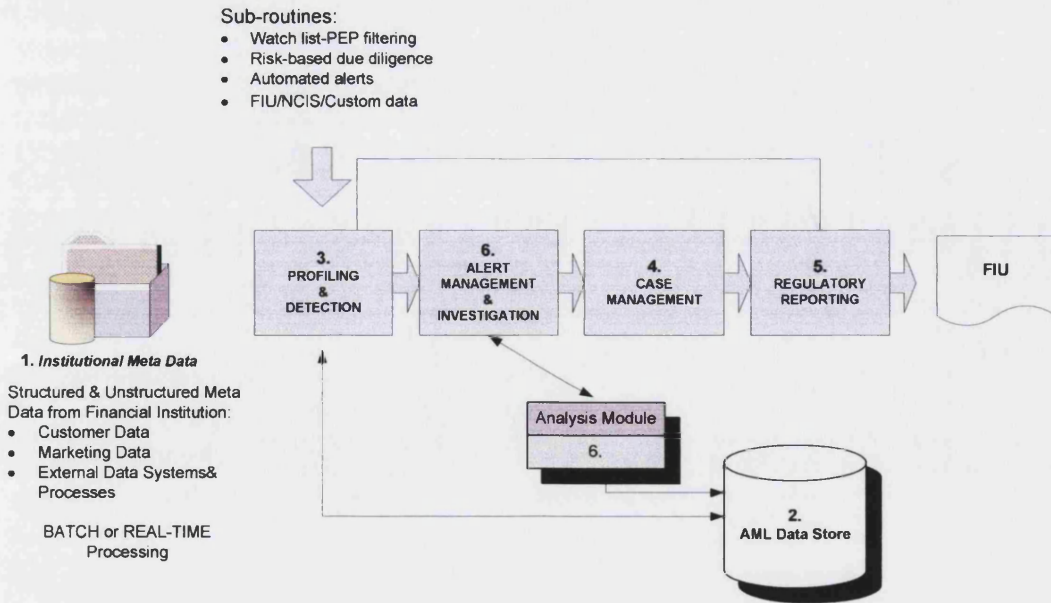 Sub-routines:
• Watch list-PEP filtering
• Risk-based due diligence
• Automated alerts
• FIU/NCIS/Custom data
3.
PROFILING
&
DETECTION
6.
ALERT
MANAGEMENT
&
INVESTIGATION
4.
CASE
MANAGEMENT
5.
REGULATORY
REPORTING
FIU
1. Institutional Meta Data
Structured & Unstructured Meta
Data from Financial Institution:
• Customer Data
• Marketing Data
• External Data Systems&
Processes
BATCH or REAL-TIME
Processing
Analysis Module
6.
2.
AML Data Store